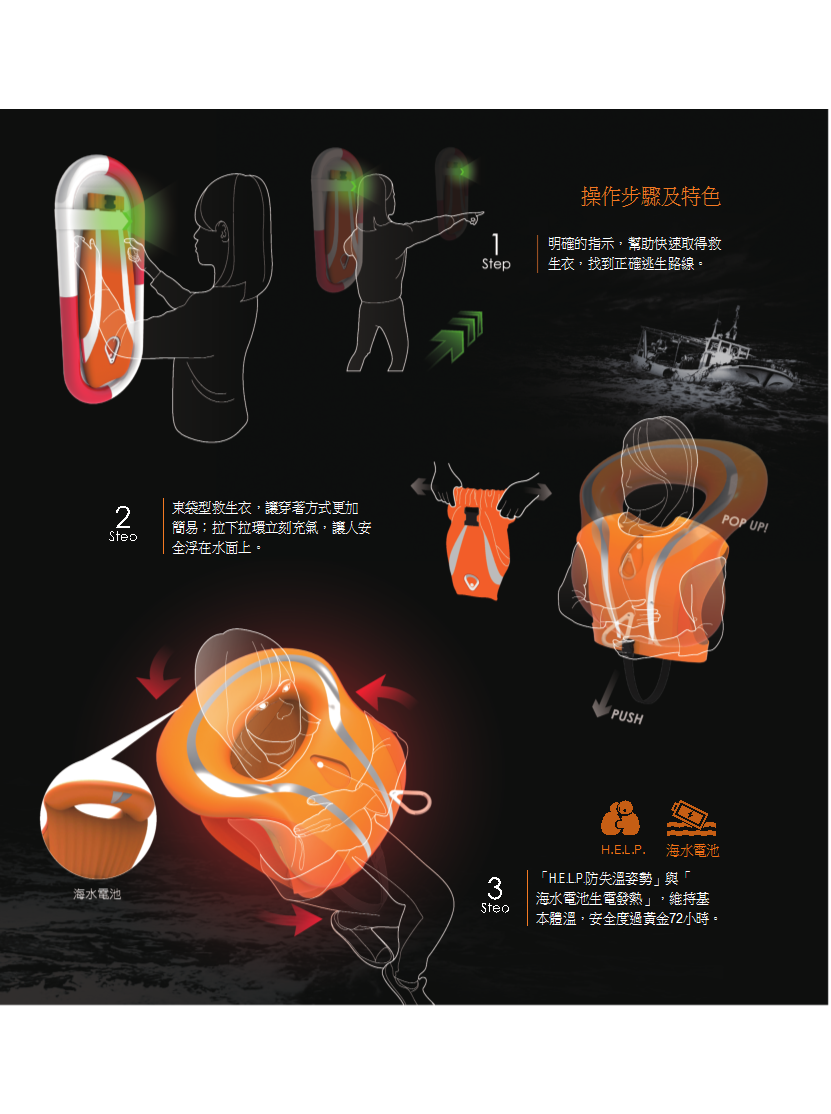 操作步驟及特色
1
Step
明確的指示，幫助快速取得救
生衣，找到正確逃生路線。
2
Steo
束袋型救生衣，讓穿著方式更加
簡易；拉下拉環立刻充氣，讓人安
全浮在水面上。
POP UP!
PUSH
海水電池
H.E.L.P.
海水電池
3
Steo
「H.E.L.P.防失溫姿勢」與「
海水電池生電發熱」，維持基
本體溫，安全度過黃金72小時。